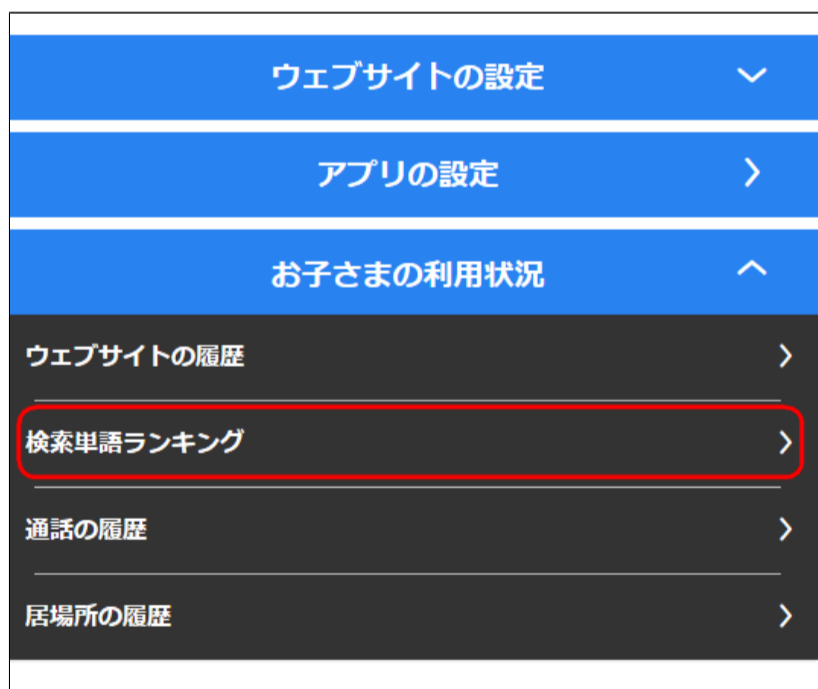 ウェブサイトの設定
アプリの設定
お子さまの利用状況
ウェブサイトの履歴
検索単語ランキング
通話の履歴
居場所の履歴